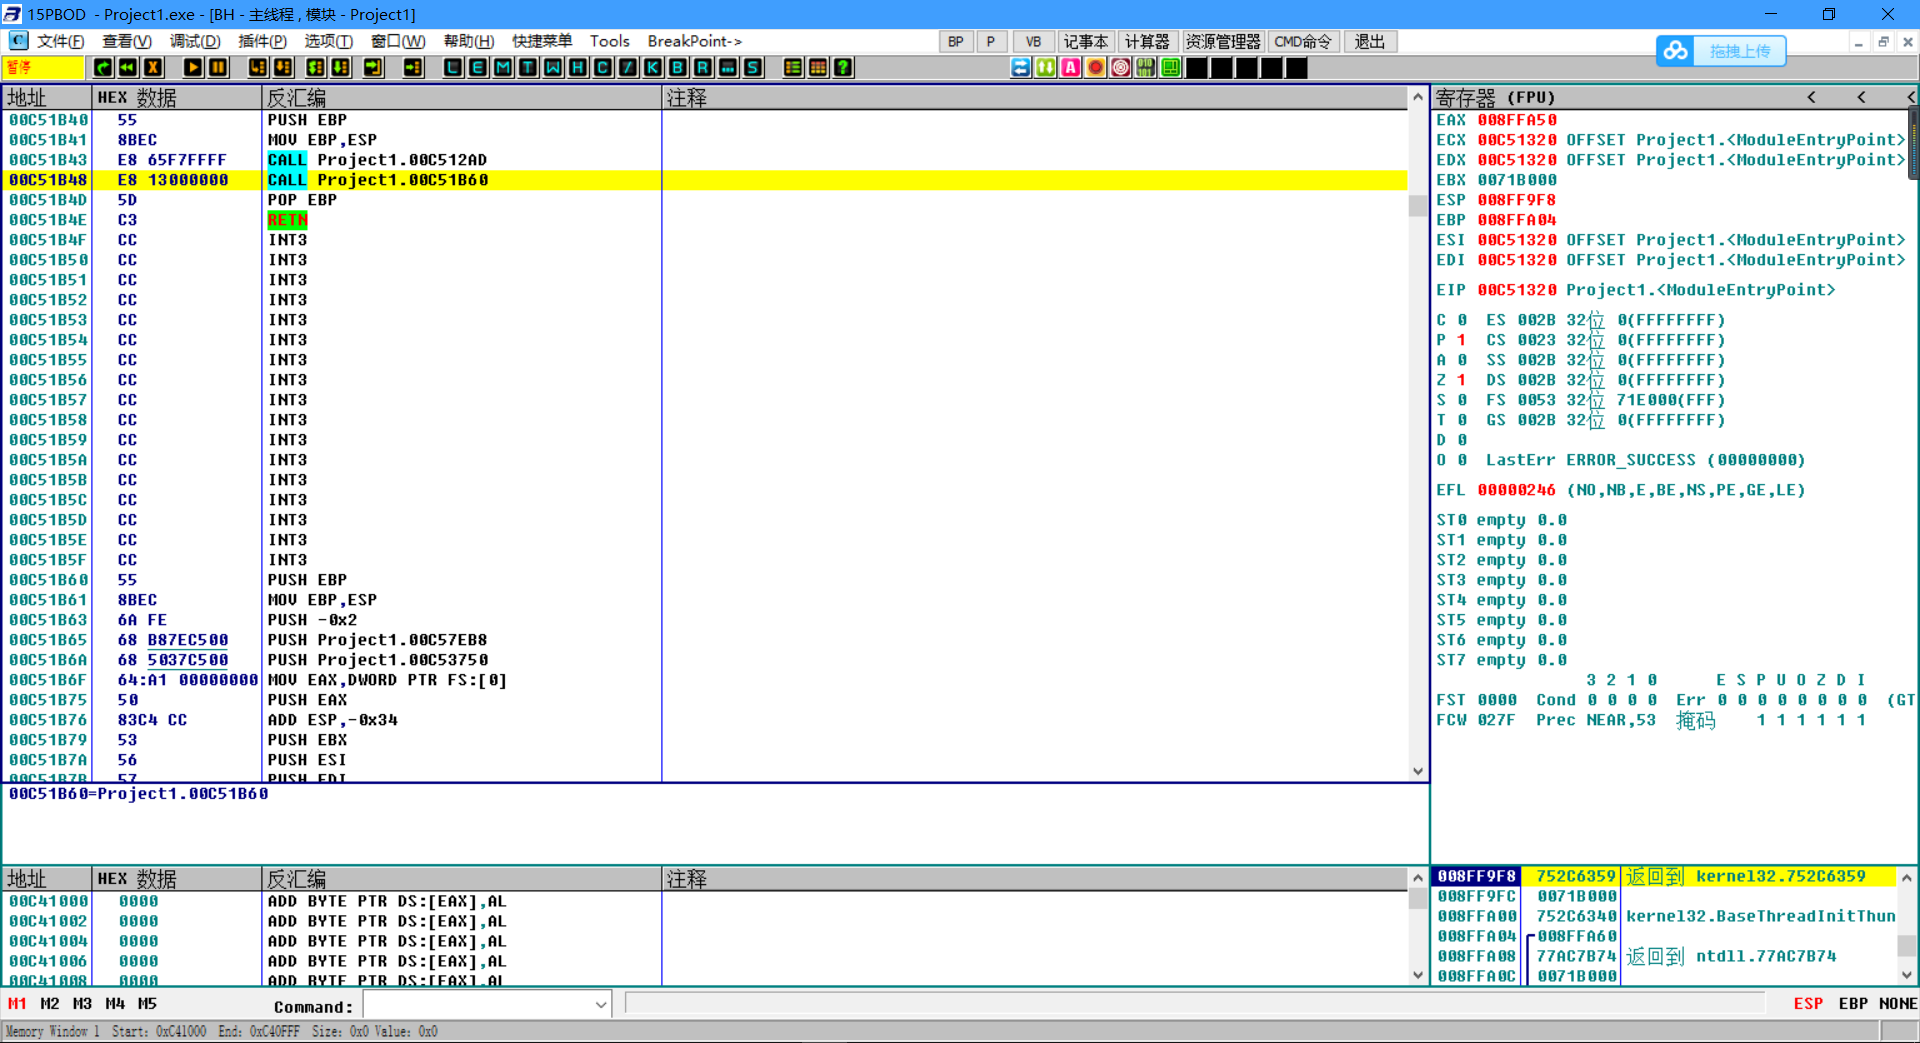 15PBOD - Project1.exe - [BH - 主线程 , 模块 - Project1]
文件(F) 查看(V) 调试(D) 插件(P) 选项(T) 窗口(W) 帮助(H) 快捷菜单 Tools BreakPoint->
BP P VB 记事本 计算器 资源管理器 CMD命令 退出
拖拽上传
暂停
L E M T W H C / K B R ... S
地址 HEX 数据 反汇编 注释
00C51B40 55 PUSH EBP
00C51B41 8BEC MOV EBP,ESP
00C51B43 E8 65F7FFFF CALL Project1.00C512AD
00C51B48 E8 13000000 CALL Project1.00C51B60
00C51B4D 5D POP EBP
00C51B4E C3 RETN
00C51B4F CC INT3
00C51B50 CC INT3
00C51B51 CC INT3
00C51B52 CC INT3
00C51B53 CC INT3
00C51B54 CC INT3
00C51B55 CC INT3
00C51B56 CC INT3
00C51B57 CC INT3
00C51B58 CC INT3
00C51B59 CC INT3
00C51B5A CC INT3
00C51B5B CC INT3
00C51B5C CC INT3
00C51B5D CC INT3
00C51B5E CC INT3
00C51B5F CC INT3
00C51B60 55 PUSH EBP
00C51B61 8BEC MOV EBP,ESP
00C51B63 6A FE PUSH -0x2
00C51B65 68 B87EC500 PUSH Project1.00C57EB8
00C51B6A 68 5037C500 PUSH Project1.00C53750
00C51B6F 64:A1 00000000 MOV EAX,DWORD PTR FS:[0]
00C51B75 50 PUSH EAX
00C51B76 83C4 CC ADD ESP,-0x34
00C51B79 53 PUSH EBX
00C51B7A 56 PUSH ESI
00C51B7B 57 PUSH EDI
00C51B60=Project1.00C51B60
寄存器 (FPU) < < <
EAX 008FFA50
ECX 00C51320 OFFSET Project1.<ModuleEntryPoint>
EDX 00C51320 OFFSET Project1.<ModuleEntryPoint>
EBX 0071B000
ESP 008FF9F8
EBP 008FFA04
ESI 00C51320 OFFSET Project1.<ModuleEntryPoint>
EDI 00C51320 OFFSET Project1.<ModuleEntryPoint>
EIP 00C51320 Project1.<ModuleEntryPoint>
C 0 ES 002B 32位 0(FFFFFFFF)
P 1 CS 0023 32位 0(FFFFFFFF)
A 0 SS 002B 32位 0(FFFFFFFF)
Z 1 DS 002B 32位 0(FFFFFFFF)
S 0 FS 0053 32位 71E000(FFF)
T 0 GS 002B 32位 0(FFFFFFFF)
D 0
O 0 LastErr ERROR_SUCCESS (00000000)
EFL 00000246 (NO,NB,E,BE,NS,PE,GE,LE)
ST0 empty 0.0
ST1 empty 0.0
ST2 empty 0.0
ST3 empty 0.0
ST4 empty 0.0
ST5 empty 0.0
ST6 empty 0.0
ST7 empty 0.0
3 2 1 0 E S P U O Z D I
FST 0000 Cond 0 0 0 0 Err 0 0 0 0 0 0 0 0 (GT
FCW 027F Prec NEAR,53 掩码 1 1 1 1 1 1
地址 HEX 数据 反汇编 注释
00C41000 0000 ADD BYTE PTR DS:[EAX],AL
00C41002 0000 ADD BYTE PTR DS:[EAX],AL
00C41004 0000 ADD BYTE PTR DS:[EAX],AL
00C41006 0000 ADD BYTE PTR DS:[EAX],AL
00C41008 0000 ADD BYTE PTR DS:[EAX],AL
008FF9F8 752C6359 返回到 kernel32.752C6359
008FF9FC 0071B000
008FFA00 752C6340 kernel32.BaseThreadInitThun
008FFA04 008FFA60
008FFA08 77AC7B74 返回到 ntdll.77AC7B74
008FFA0C 0071B000
M1 M2 M3 M4 M5 Command: ESP EBP NONE
Memory Window 1 Start: 0xC41000 End: 0xC40FFF Size: 0x0 Value: 0x0